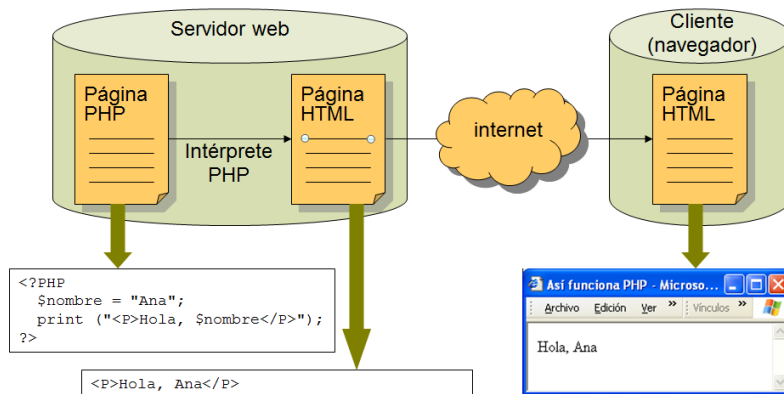 Servidor web
Cliente
(navegador)
Página
PHP
Intérprete
PHP
Página
HTML
internet
Página
HTML
<?PHP
$nombre = "Ana";
print ("<P>Hola, $nombre</P>");
?>
<P>Hola, Ana</P>
Así funciona PHP - Microso...
Archivo Edición Ver » Vínculos »
Hola, Ana